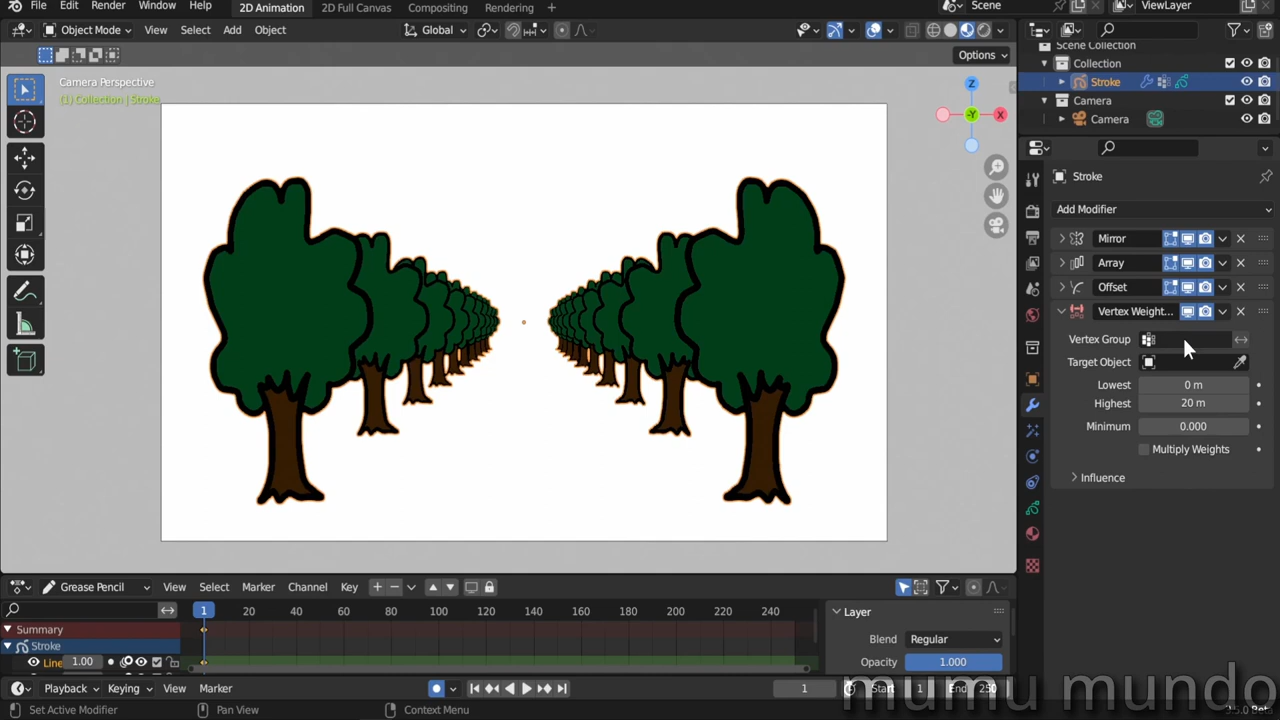 File Edit Render Window Help 2D Animation 2D Full Canvas Compositing Rendering + Scene ViewLayer
Object Mode View Select Add Object Global
Options
Camera Perspective
(1) Collection | Stroke
Z
-Y X
Scene Collection
Collection
Stroke
Camera
Camera
Stroke
Add Modifier
Mirror
Array
Offset
Vertex Weight...
Vertex Group
Target Object
Lowest 0 m
Highest 20 m
Minimum 0.000
Multiply Weights
Influence
Grease Pencil View Select Marker Channel Key
1 20 40 60 80 100 120 140 160 180 200 220 240
Summary
Stroke
Line 1.00
Layer
Blend Regular
Opacity 1.000
Playback Keying View Marker 1 Start 1 End 250
mumu mundo
Set Active Modifier Pan View Context Menu 3.5.0 Beta